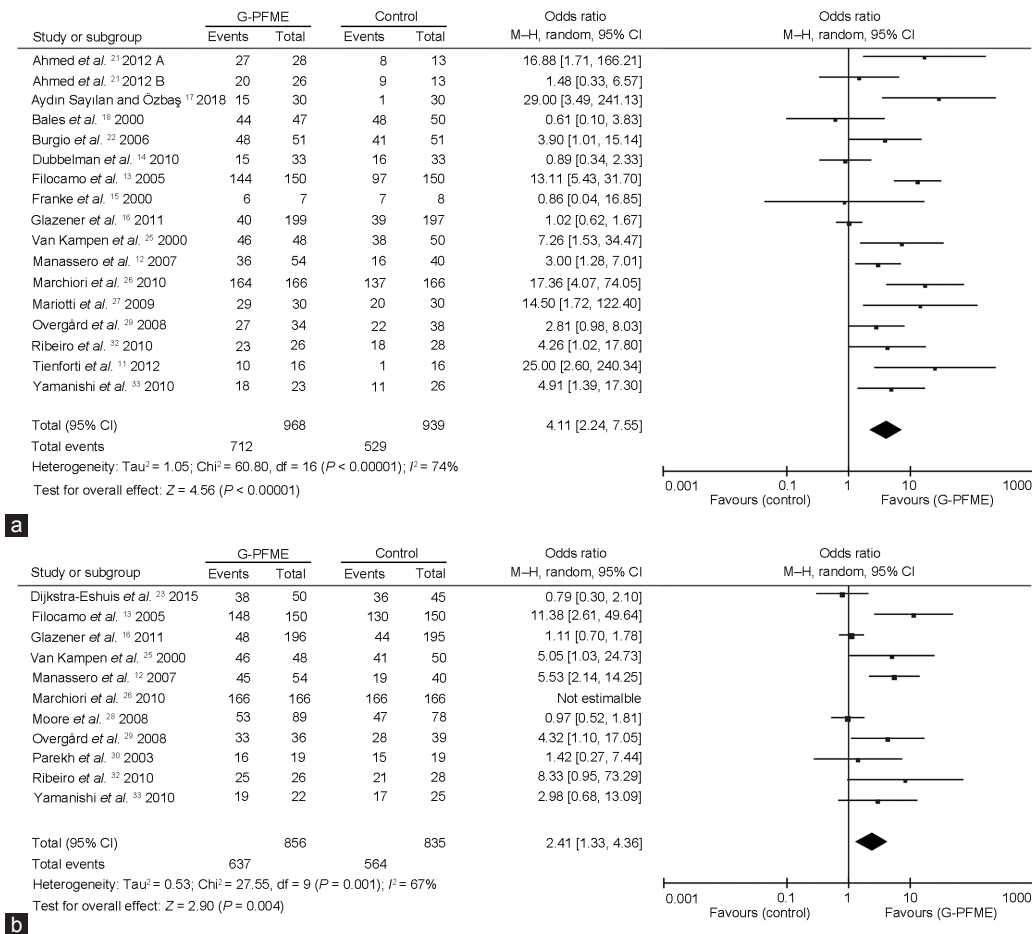 G–PFME Control Odds ratio Odds ratio
Study or subgroup Events Total Events Total M–H, random, 95% CI M–H, random, 95% CI
Ahmed et al. 21 2012 A 27 28 8 13 16.88 [1.71, 166.21]
Ahmed et al. 21 2012 B 20 26 9 13 1.48 [0.33, 6.57]
Aydın Sayılan and Özbaş 17 2018 15 30 1 30 29.00 [3.49, 241.13]
Bales et al. 18 2000 44 47 48 50 0.61 [0.10, 3.83]
Burgio et al. 22 2006 48 51 41 51 3.90 [1.01, 15.14]
Dubbelman et al. 14 2010 15 33 16 33 0.89 [0.34, 2.33]
Filocamo et al. 13 2005 144 150 97 150 13.11 [5.43, 31.70]
Franke et al. 15 2000 6 7 7 8 0.86 [0.04, 16.85]
Glazener et al. 16 2011 40 199 39 197 1.02 [0.62, 1.67]
Van Kampen et al. 25 2000 46 48 38 50 7.26 [1.53, 34.47]
Manassero et al. 12 2007 36 54 16 40 3.00 [1.28, 7.01]
Marchiori et al. 26 2010 164 166 137 166 17.36 [4.07, 74.05]
Mariotti et al. 27 2009 29 30 20 30 14.50 [1.72, 122.40]
Overgård et al. 29 2008 27 34 22 38 2.81 [0.98, 8.03]
Ribeiro et al. 32 2010 23 26 18 28 4.26 [1.02, 17.80]
Tienforti et al. 11 2012 10 16 1 16 25.00 [2.60, 240.34]
Yamanishi et al. 33 2010 18 23 11 26 4.91 [1.39, 17.30]
Total (95% CI) 968 939 4.11 [2.24, 7.55]
Total events 712 529
Heterogeneity: Tau² = 1.05; Chi² = 60.80, df = 16 (P < 0.00001); I² = 74%
Test for overall effect: Z = 4.56 (P < 0.00001)
0.001 0.1 1 10 1000
Favours (control) Favours (G–PFME)
a
G–PFME Control Odds ratio Odds ratio
Study or subgroup Events Total Events Total M–H, random, 95% CI M–H, random, 95% CI
Dijkstra-Eshuis et al. 23 2015 38 50 36 45 0.79 [0.30, 2.10]
Filocamo et al. 13 2005 148 150 130 150 11.38 [2.61, 49.64]
Glazener et al. 16 2011 48 196 44 195 1.11 [0.70, 1.78]
Van Kampen et al. 25 2000 46 48 41 50 5.05 [1.03, 24.73]
Manassero et al. 12 2007 45 54 19 40 5.53 [2.14, 14.25]
Marchiori et al. 26 2010 166 166 166 166 Not estimalble
Moore et al. 28 2008 53 89 47 78 0.97 [0.52, 1.81]
Overgård et al. 29 2008 33 36 28 39 4.32 [1.10, 17.05]
Parekh et al. 30 2003 16 19 15 19 1.42 [0.27, 7.44]
Ribeiro et al. 32 2010 25 26 21 28 8.33 [0.95, 73.29]
Yamanishi et al. 33 2010 19 22 17 25 2.98 [0.68, 13.09]
Total (95% CI) 856 835 2.41 [1.33, 4.36]
Total events 637 564
Heterogeneity: Tau² = 0.53; Chi² = 27.55, df = 9 (P = 0.001); I² = 67%
Test for overall effect: Z = 2.90 (P = 0.004)
0.001 0.1 1 10 1000
Favours (control) Favours (G–PFME)
b